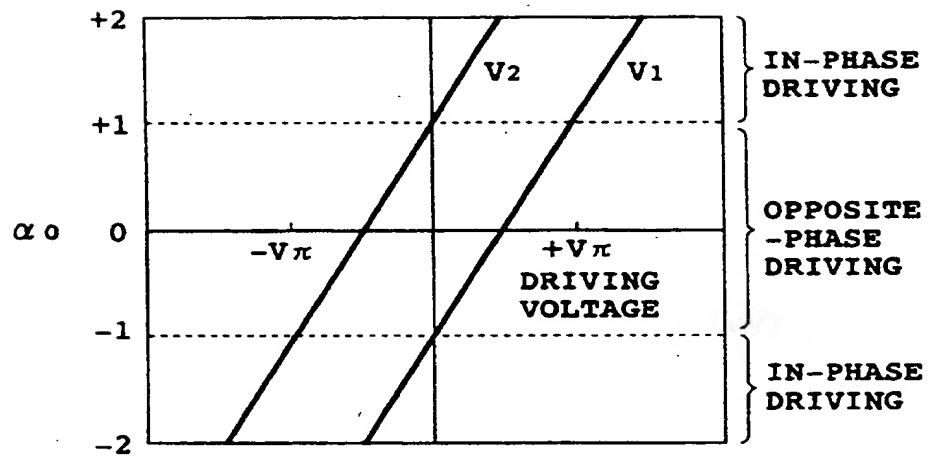 +2
V2
V1
IN-PHASE
DRIVING
+1
αo
0
-Vπ
+Vπ
DRIVING
VOLTAGE
OPPOSITE
-PHASE
DRIVING
-1
IN-PHASE
DRIVING
-2